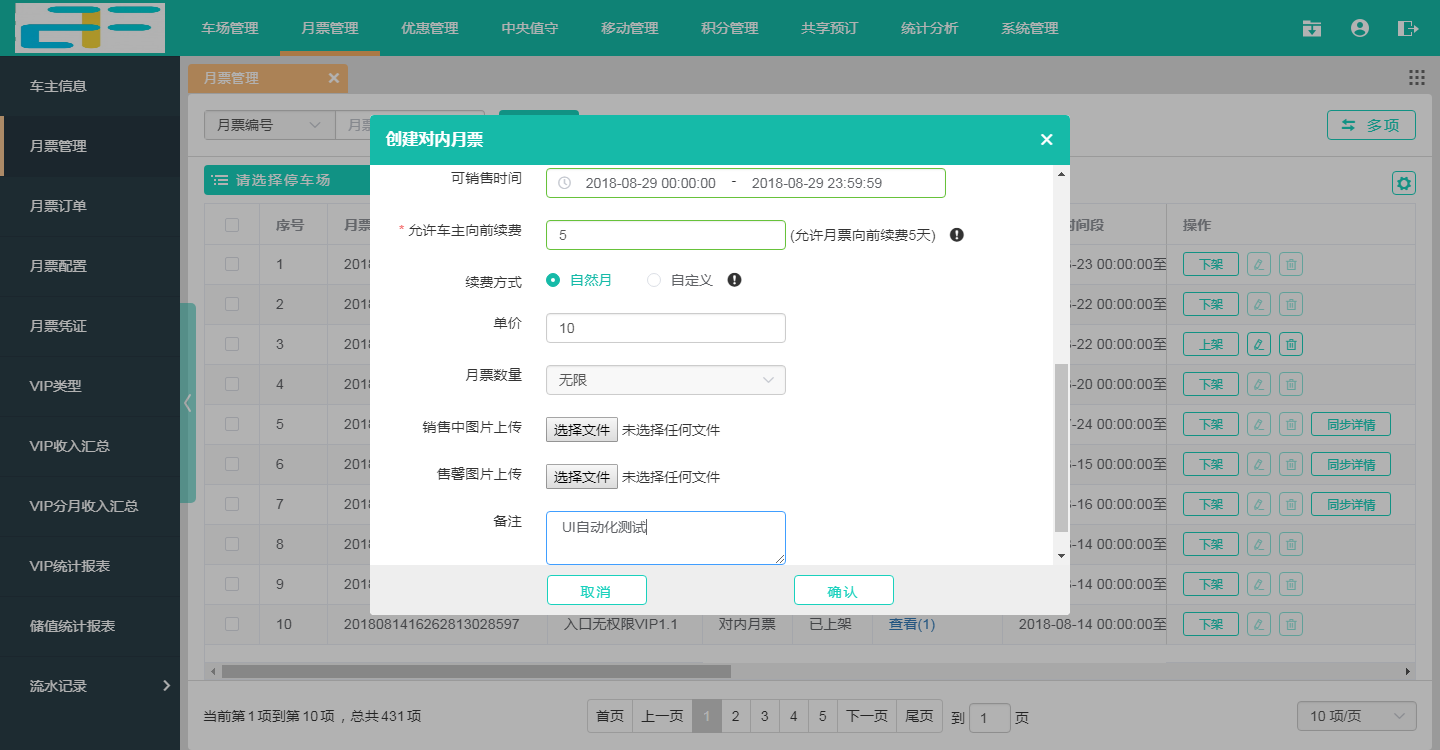 车场管理 月票管理 优惠管理 中央值守 移动管理 积分管理 共享预订 统计分析 系统管理
车主信息
月票管理
月票订单
月票配置
月票凭证
VIP类型
VIP收入汇总
VIP分月收入汇总
VIP统计报表
储值统计报表
流水记录
月票管理
月票编号 月票
多项
请选择停车场
创建对内月票
可销售时间 2018-08-29 00:00:00 - 2018-08-29 23:59:59
* 允许车主向前续费 5 (允许月票向前续费5天)
续费方式 自然月 自定义
单价 10
月票数量 无限
销售中图片上传 选择文件 未选择任何文件
售馨图片上传 选择文件 未选择任何文件
备注 UI自动化测试
取消 确认
序号 月票 时间段 操作
1 2018 -23 00:00:00至 下架
2 2018 -22 00:00:00至 下架
3 2018 -22 00:00:00至 上架
4 2018 -20 00:00:00至 下架
5 2018 -24 00:00:00至 下架 同步详情
6 2018 -15 00:00:00至 下架 同步详情
7 2018 -16 00:00:00至 下架 同步详情
8 2018 -14 00:00:00至 下架
9 2018 -14 00:00:00至 下架
10 2018081416262813028597 入口无权限VIP1.1 对内月票 已上架 查看(1) 2018-08-14 00:00:00至 下架
当前第1项到第10项，总共431项
首页 上一页 1 2 3 4 5 下一页 尾页 到 1 页
10 项/页